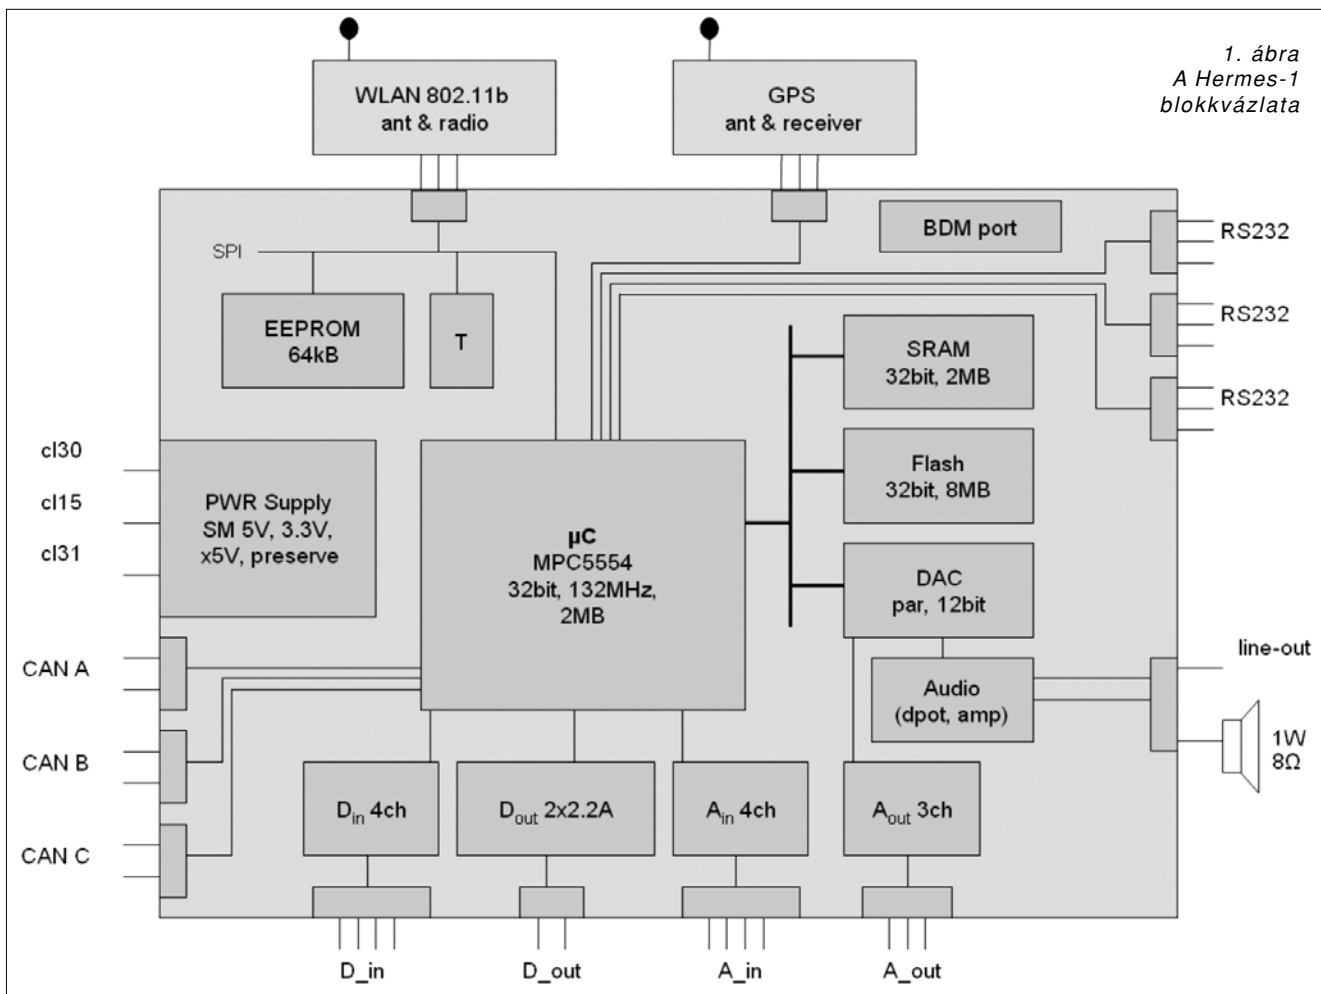 1. ábra
A Hermes-1
blokkvázlata
WLAN 802.11b
ant & radio
GPS
ant & receiver
BDM port
RS232
SPI
EEPROM
64kB
T
RS232
SRAM
32bit, 2MB
RS232
cl30
cl15
cl31
PWR Supply
SM 5V, 3.3V,
x5V, preserve
µC
MPC5554
32bit, 132MHz,
2MB
Flash
32bit, 8MB
DAC
par, 12bit
CAN A
CAN B
CAN C
Audio
(dpot, amp)
line-out
1W
8Ω
Din 4ch
Dout 2x2.2A
Ain 4ch
Aout 3ch
D_in
D_out
A_in
A_out